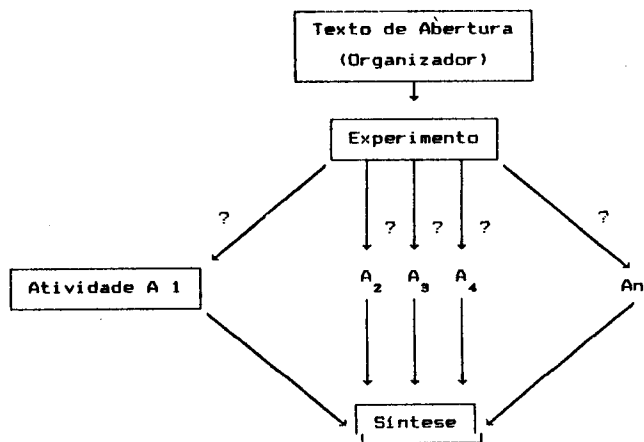 Texto de Abertura
(Organizador)
Experimento
? ? ? ? ?
Atividade A 1 A₂ A₃ A₄ An
Síntese